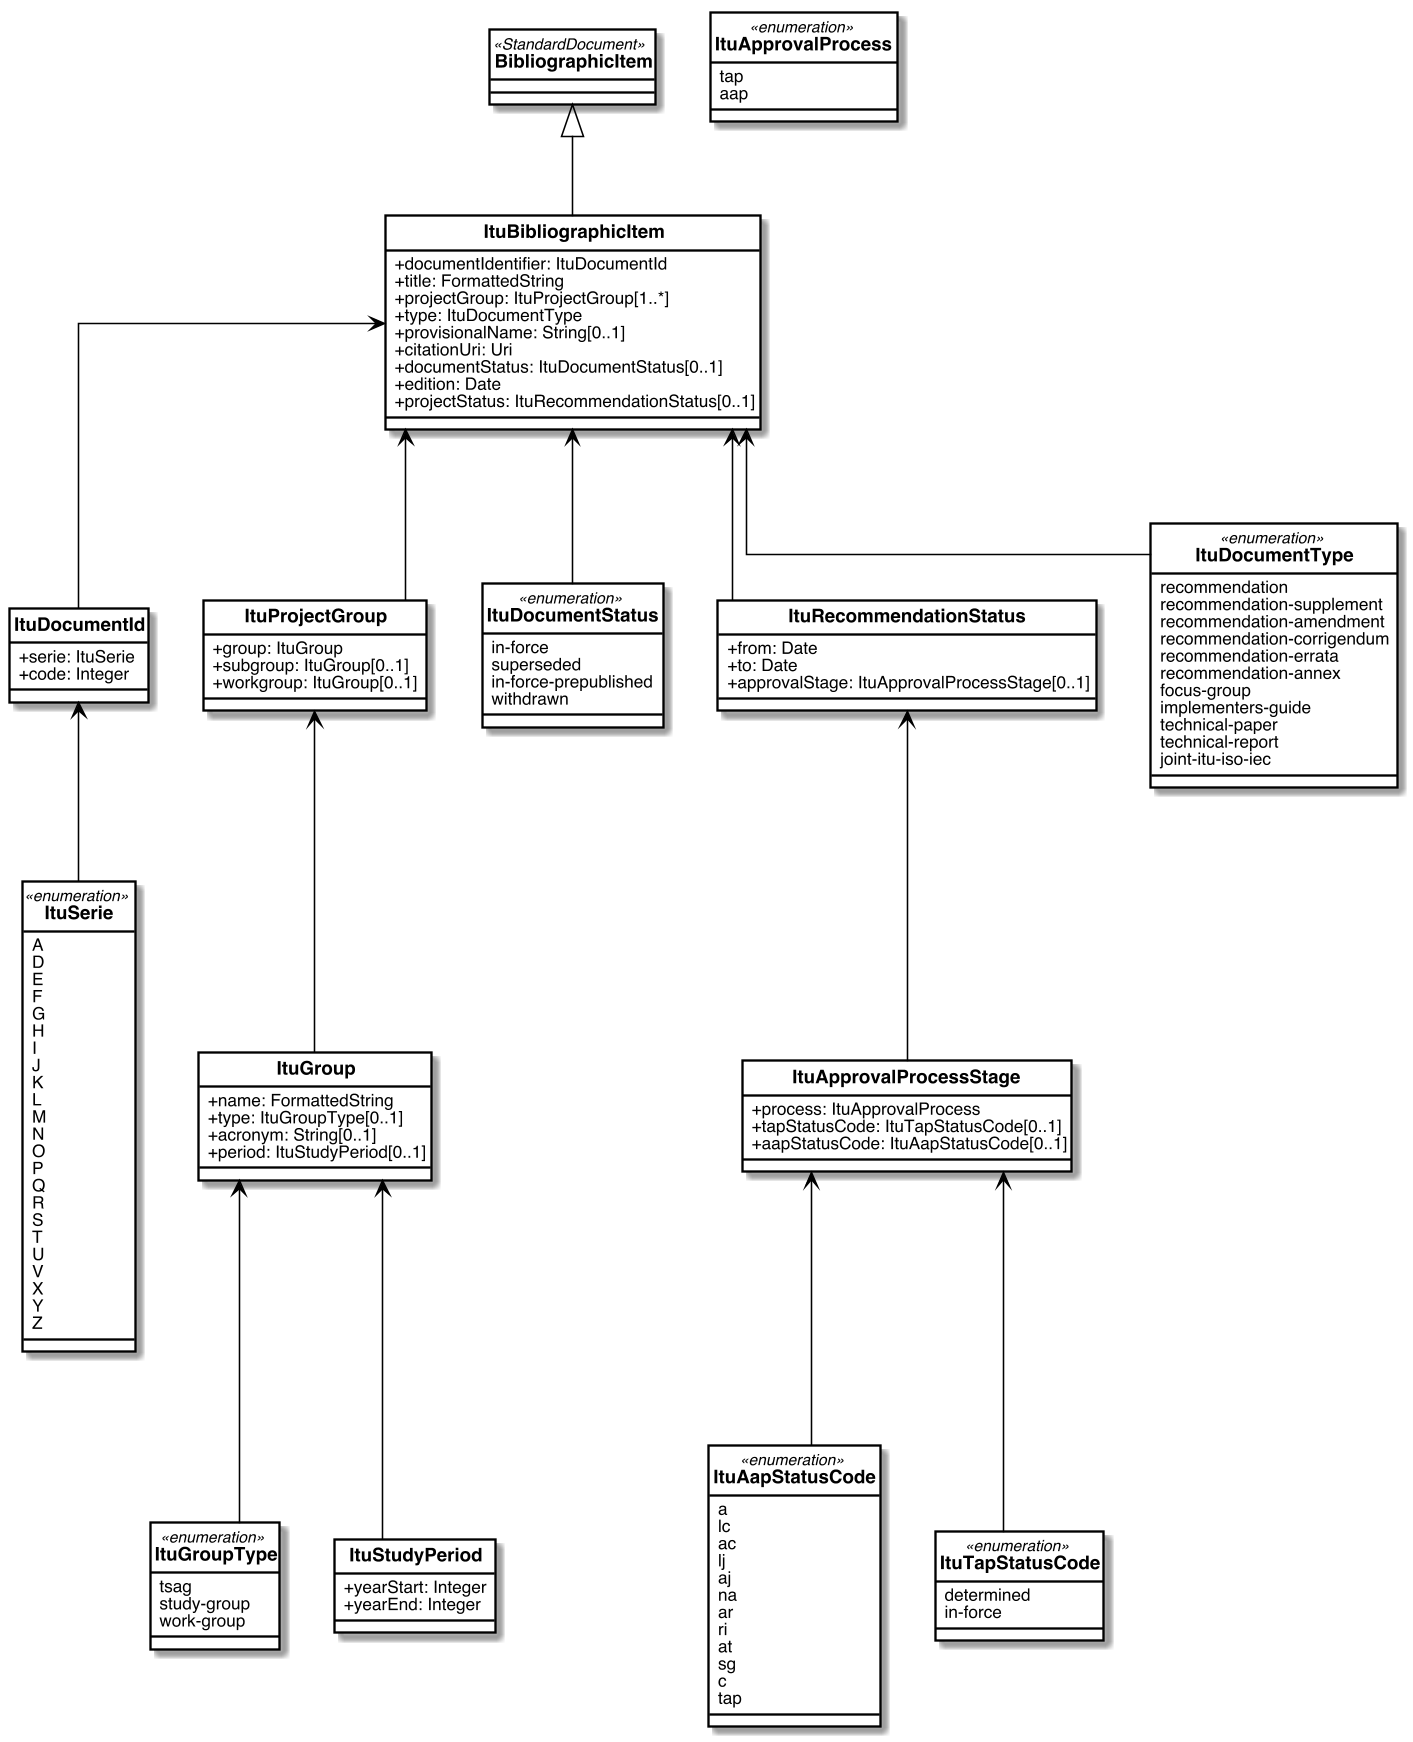 «StandardDocument»
BibliographicItem
«enumeration»
ItuApprovalProcess
tap
aap
ItuBibliographicItem
+documentIdentifier: ItuDocumentId
+title: FormattedString
+projectGroup: ItuProjectGroup[1..*]
+type: ItuDocumentType
+provisionalName: String[0..1]
+citationUri: Uri
+documentStatus: ItuDocumentStatus[0..1]
+edition: Date
+projectStatus: ItuRecommendationStatus[0..1]
ItuDocumentId
+serie: ItuSerie
+code: Integer
ItuProjectGroup
+group: ItuGroup
+subgroup: ItuGroup[0..1]
+workgroup: ItuGroup[0..1]
«enumeration»
ItuDocumentStatus
in-force
superseded
in-force-prepublished
withdrawn
ItuRecommendationStatus
+from: Date
+to: Date
+approvalStage: ItuApprovalProcessStage[0..1]
«enumeration»
ItuDocumentType
recommendation
recommendation-supplement
recommendation-amendment
recommendation-corrigendum
recommendation-errata
recommendation-annex
focus-group
implementers-guide
technical-paper
technical-report
joint-itu-iso-iec
«enumeration»
ItuSerie
A
D
E
F
G
H
I
J
K
L
M
N
O
P
Q
R
S
T
U
V
X
Y
Z
ItuGroup
+name: FormattedString
+type: ItuGroupType[0..1]
+acronym: String[0..1]
+period: ItuStudyPeriod[0..1]
ItuApprovalProcessStage
+process: ItuApprovalProcess
+tapStatusCode: ItuTapStatusCode[0..1]
+aapStatusCode: ItuAapStatusCode[0..1]
«enumeration»
ItuGroupType
tsag
study-group
work-group
ItuStudyPeriod
+yearStart: Integer
+yearEnd: Integer
«enumeration»
ItuAapStatusCode
a
lc
ac
lj
aj
na
ar
ri
at
sg
c
tap
«enumeration»
ItuTapStatusCode
determined
in-force